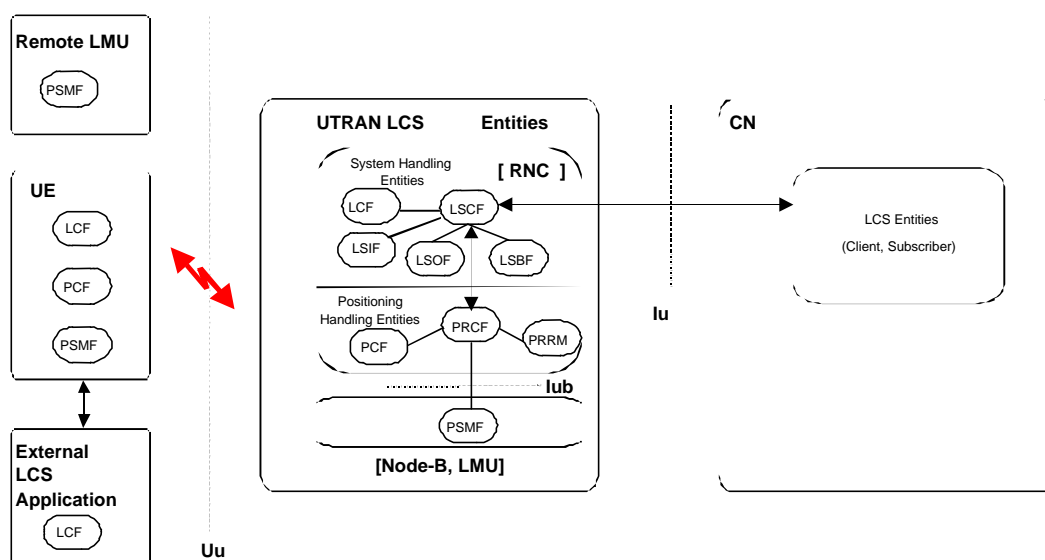 Remote LMU
PSMF
UE
LCF
PCF
PSMF
External
LCS
Application
LCF
Uu
UTRAN LCS Entities
System Handling
Entities
[ RNC ]
LCF
LSCF
LSIF
LSOF
LSBF
Positioning
Handling Entities
PRCF
PCF
PRRM
Iub
PSMF
[Node-B, LMU]
Iu
CN
LCS Entities
(Client, Subscriber)